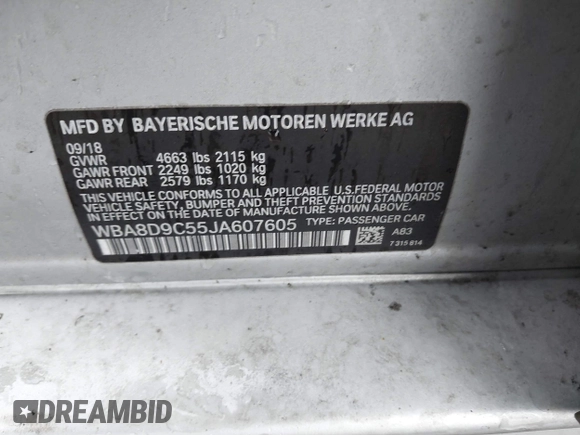 MFD BY BAYERISCHE MOTOREN WERKE AG
09/18
GVWR 4663 lbs 2115 kg
GAWR FRONT 2249 lbs 1020 kg
GAWR REAR 2579 lbs 1170 kg
THIS VEHICLE CONFORMS TO ALL APPLICABLE U.S.FEDERAL MOTOR
VEHICLE SAFETY, BUMPER AND THEFT PREVENTION STANDARDS
IN EFFECT ON THE DATE OF MANUFACTURE SHOWN ABOVE.
WBA8D9C55JA607605 TYPE: PASSENGER CAR
A83
7 315 814
DREAMBID